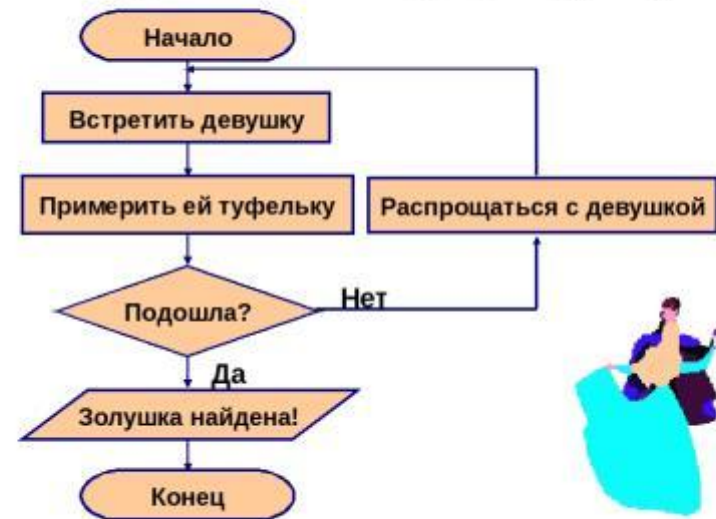 Начало
Встретить девушку
Примерить ей туфельку
Распрощаться с девушкой
Подошла?
Нет
Да
Золушка найдена!
Конец